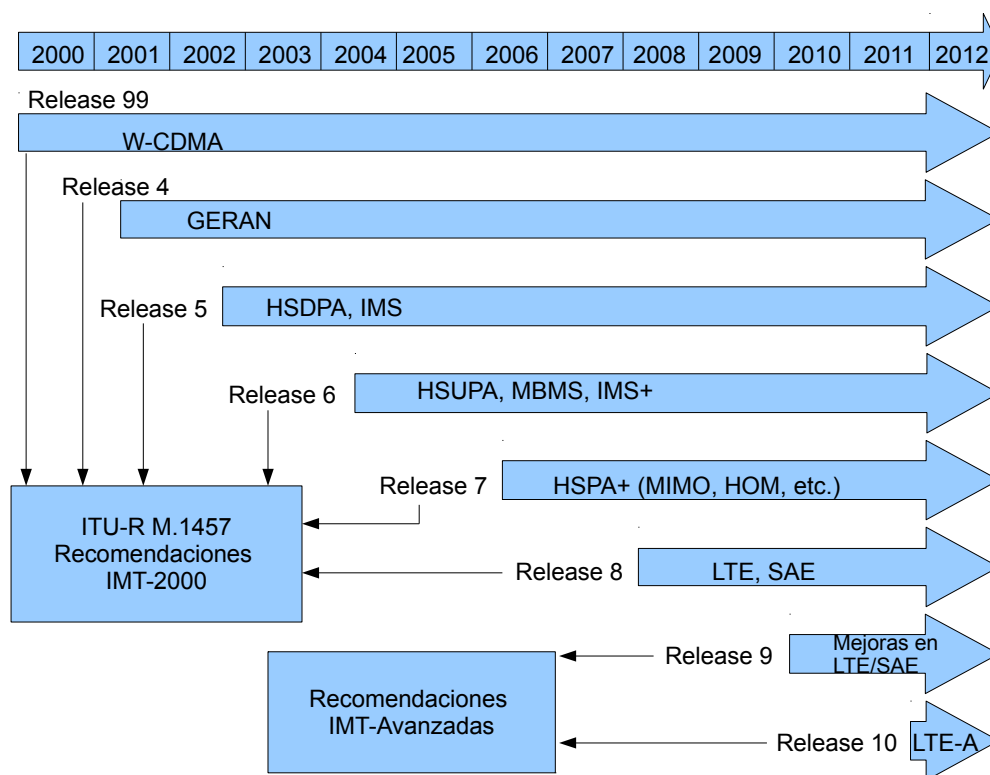 2000 2001 2002 2003 2004 2005 2006 2007 2008 2009 2010 2011 2012
Release 99
W-CDMA
Release 4
GERAN
Release 5
HSDPA, IMS
Release 6
HSUPA, MBMS, IMS+
Release 7
HSPA+ (MIMO, HOM, etc.)
ITU-R M.1457
Recomendaciones
IMT-2000
Release 8
LTE, SAE
Release 9
Mejoras en
LTE/SAE
Recomendaciones
IMT-Avanzadas
Release 10
LTE-A